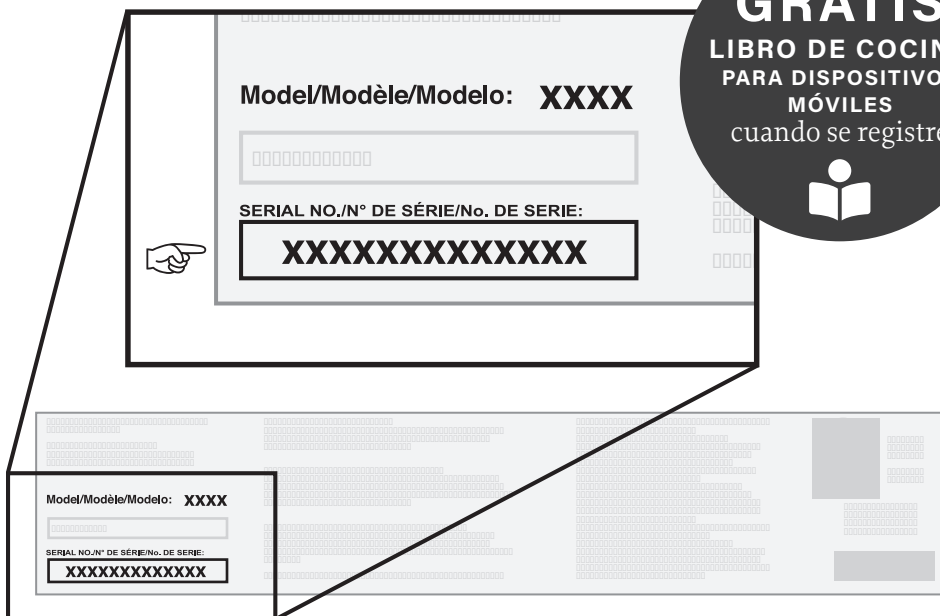 GRATIS
LIBRO DE COCIN
PARA DISPOSITIVO
MÓVILES
cuando se registre
Model/Modèle/Modelo: XXXX
SERIAL NO./N° DE SÉRIE/No. DE SERIE:
XXXXXXXXXXXXX
Model/Modèle/Modelo: XXXX
SERIAL NO./N° DE SÉRIE/No. DE SERIE:
XXXXXXXXXXXXX